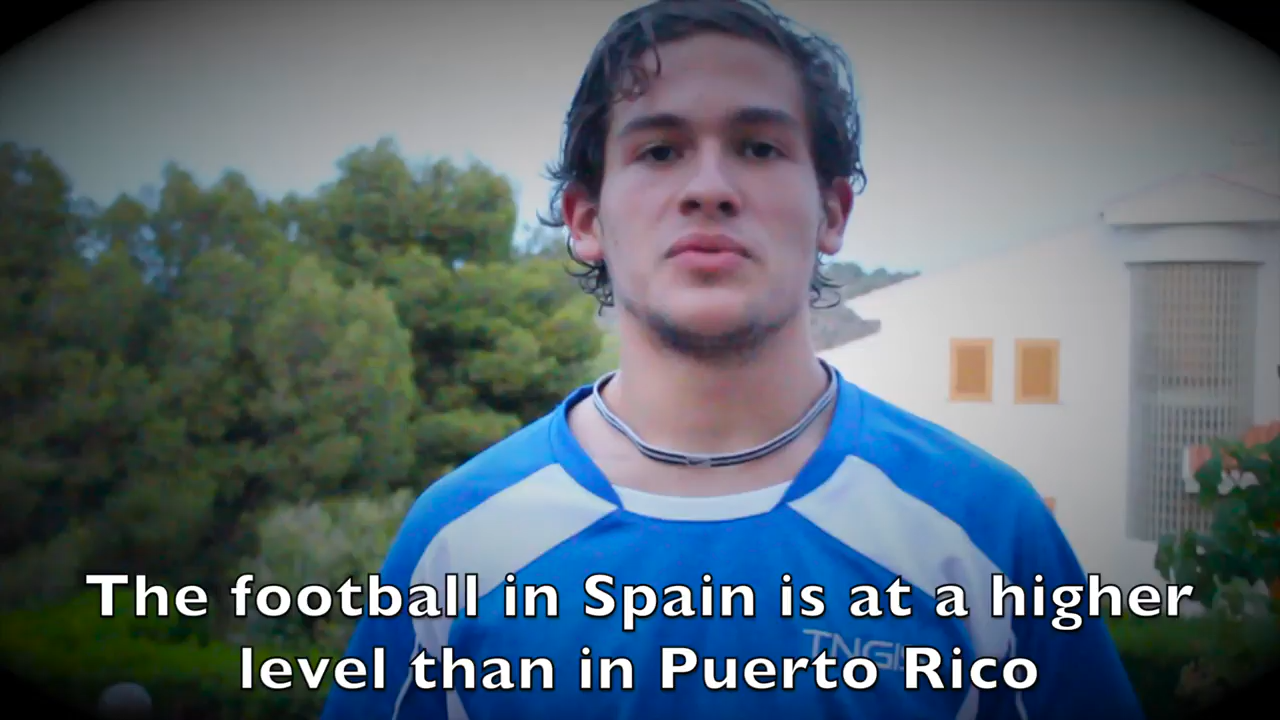 The football in Spain is at a higher
level than in Puerto Rico